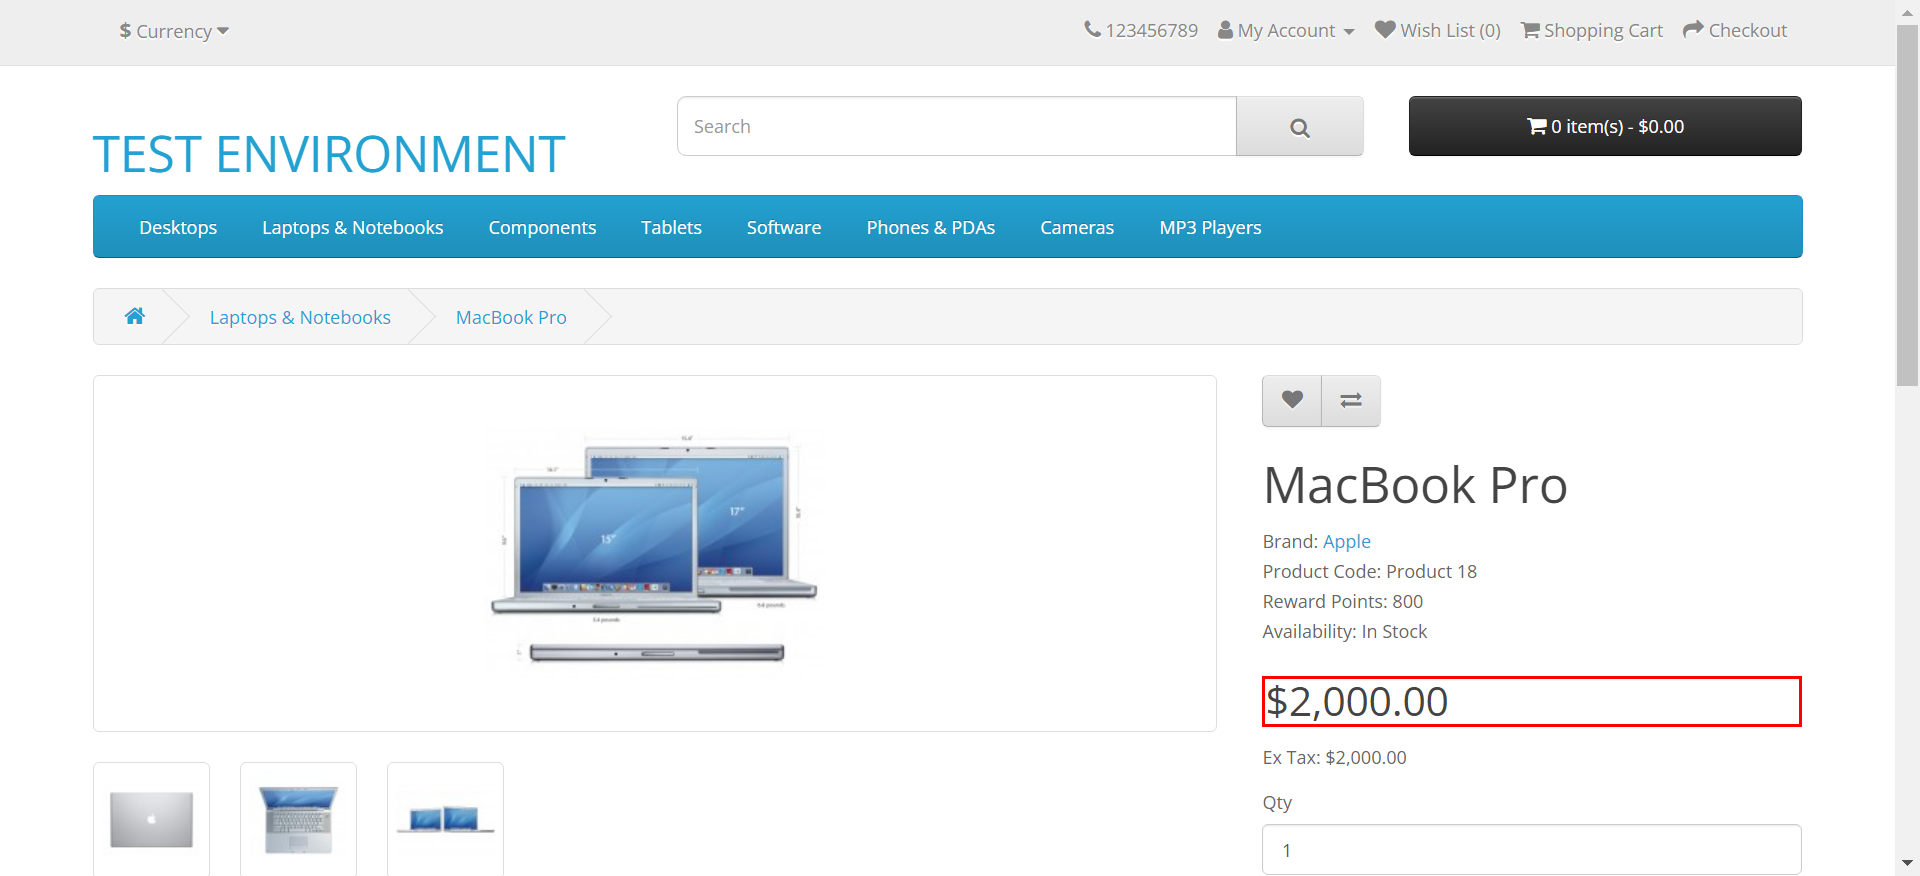 $ Currency
123456789 My Account Wish List (0) Shopping Cart Checkout
TEST ENVIRONMENT
Search
0 item(s) - $0.00
Desktops Laptops & Notebooks Components Tablets Software Phones & PDAs Cameras MP3 Players
Laptops & Notebooks MacBook Pro
15"
17"
MacBook Pro
Brand: Apple
Product Code: Product 18
Reward Points: 800
Availability: In Stock
$2,000.00
Ex Tax: $2,000.00
Qty
1